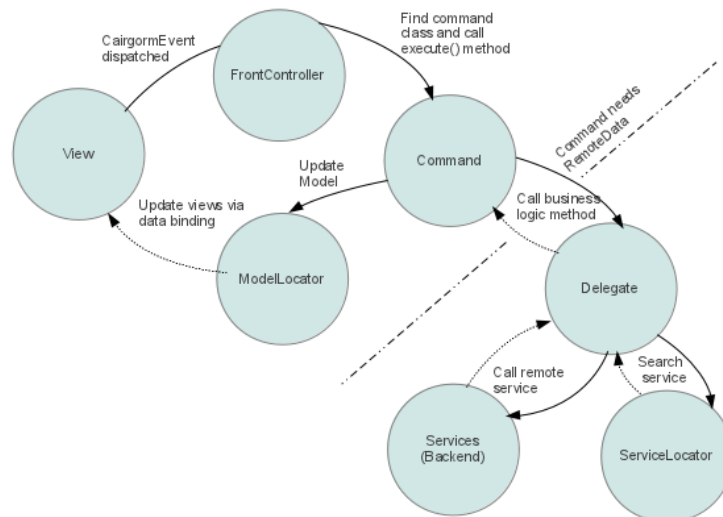 CairgormEvent
dispatched
FrontController
Find command
class and call
execute() method
View
Command
Command needs
RemoteData
Update
Model
Call business
logic method
Update views via
data binding
ModelLocator
Delegate
Call remote
service
Search
service
Services
(Backend)
ServiceLocator